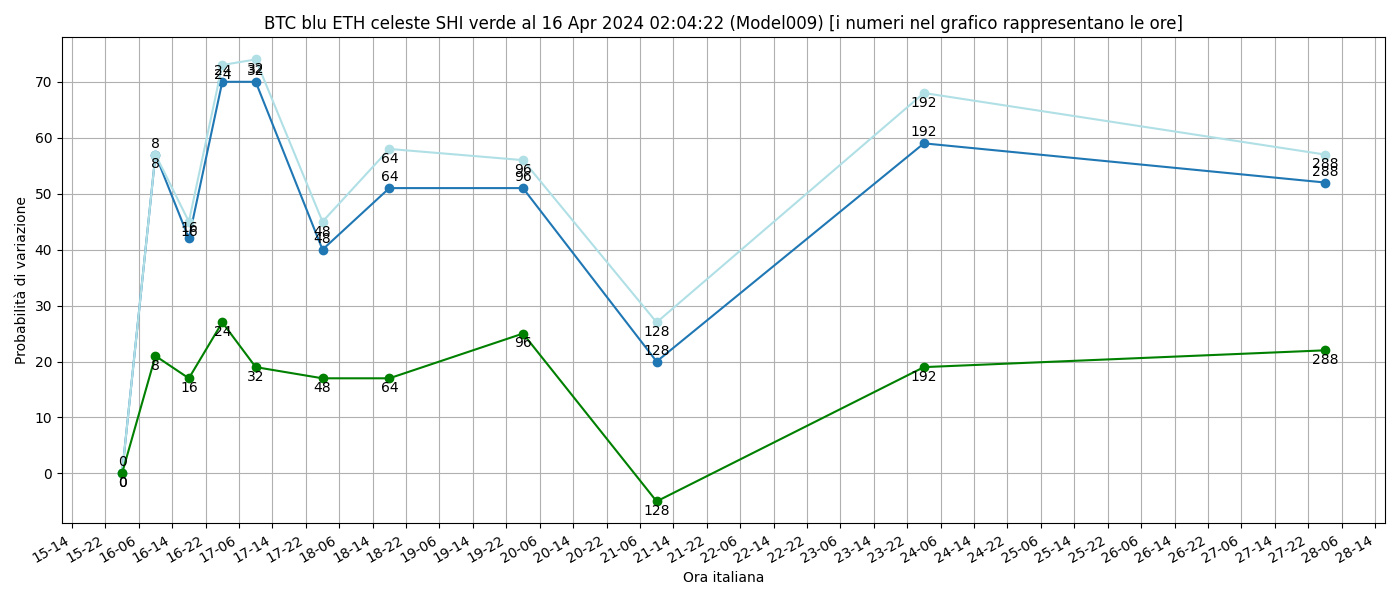 BTC blu ETH celeste SHI verde al 16 Apr 2024 02:04:22 (Model009) [i numeri nel grafico rappresentano le ore]
Probabilità di variazione
70
60
50
40
30
20
10
0
0 8 16 24 32 48 64 96 128 192 288
0 8 16 24 32 48 64 96 128 192 288
0 8 16 24 32 48 64 96 128 192 288
15-14 15-22 16-06 16-14 16-22 17-06 17-14 17-22 18-06 18-14 18-22 19-06 19-14 19-22 20-06 20-14 20-22 21-06 21-14 21-22 22-06 22-14 22-22 23-06 23-14 23-22 24-06 24-14 24-22 25-06 25-14 25-22 26-06 26-14 26-22 27-06 27-14 27-22 28-06 28-14
Ora italiana